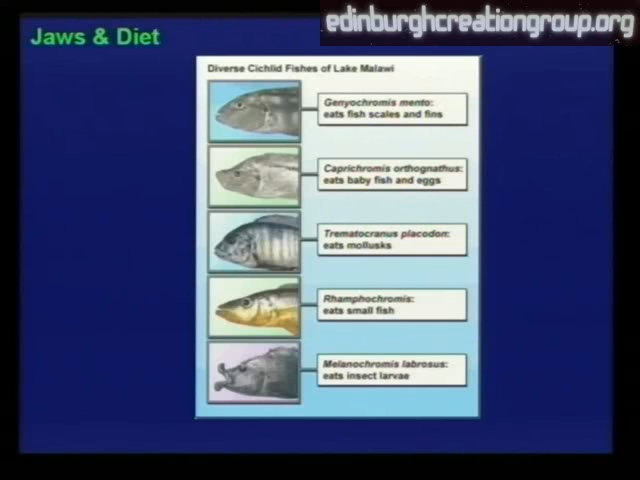 edinburghcreationgroup.org
Jaws & Diet
Diverse Cichlid Fishes of Lake Malawi
Genyochromis mento:
eats fish scales and fins
Caprichromis orthognathus:
eats baby fish and eggs
Trematocranus placodon:
eats mollusks
Rhamphochromis:
eats small fish
Melanochromis labrosus:
eats insect larvae